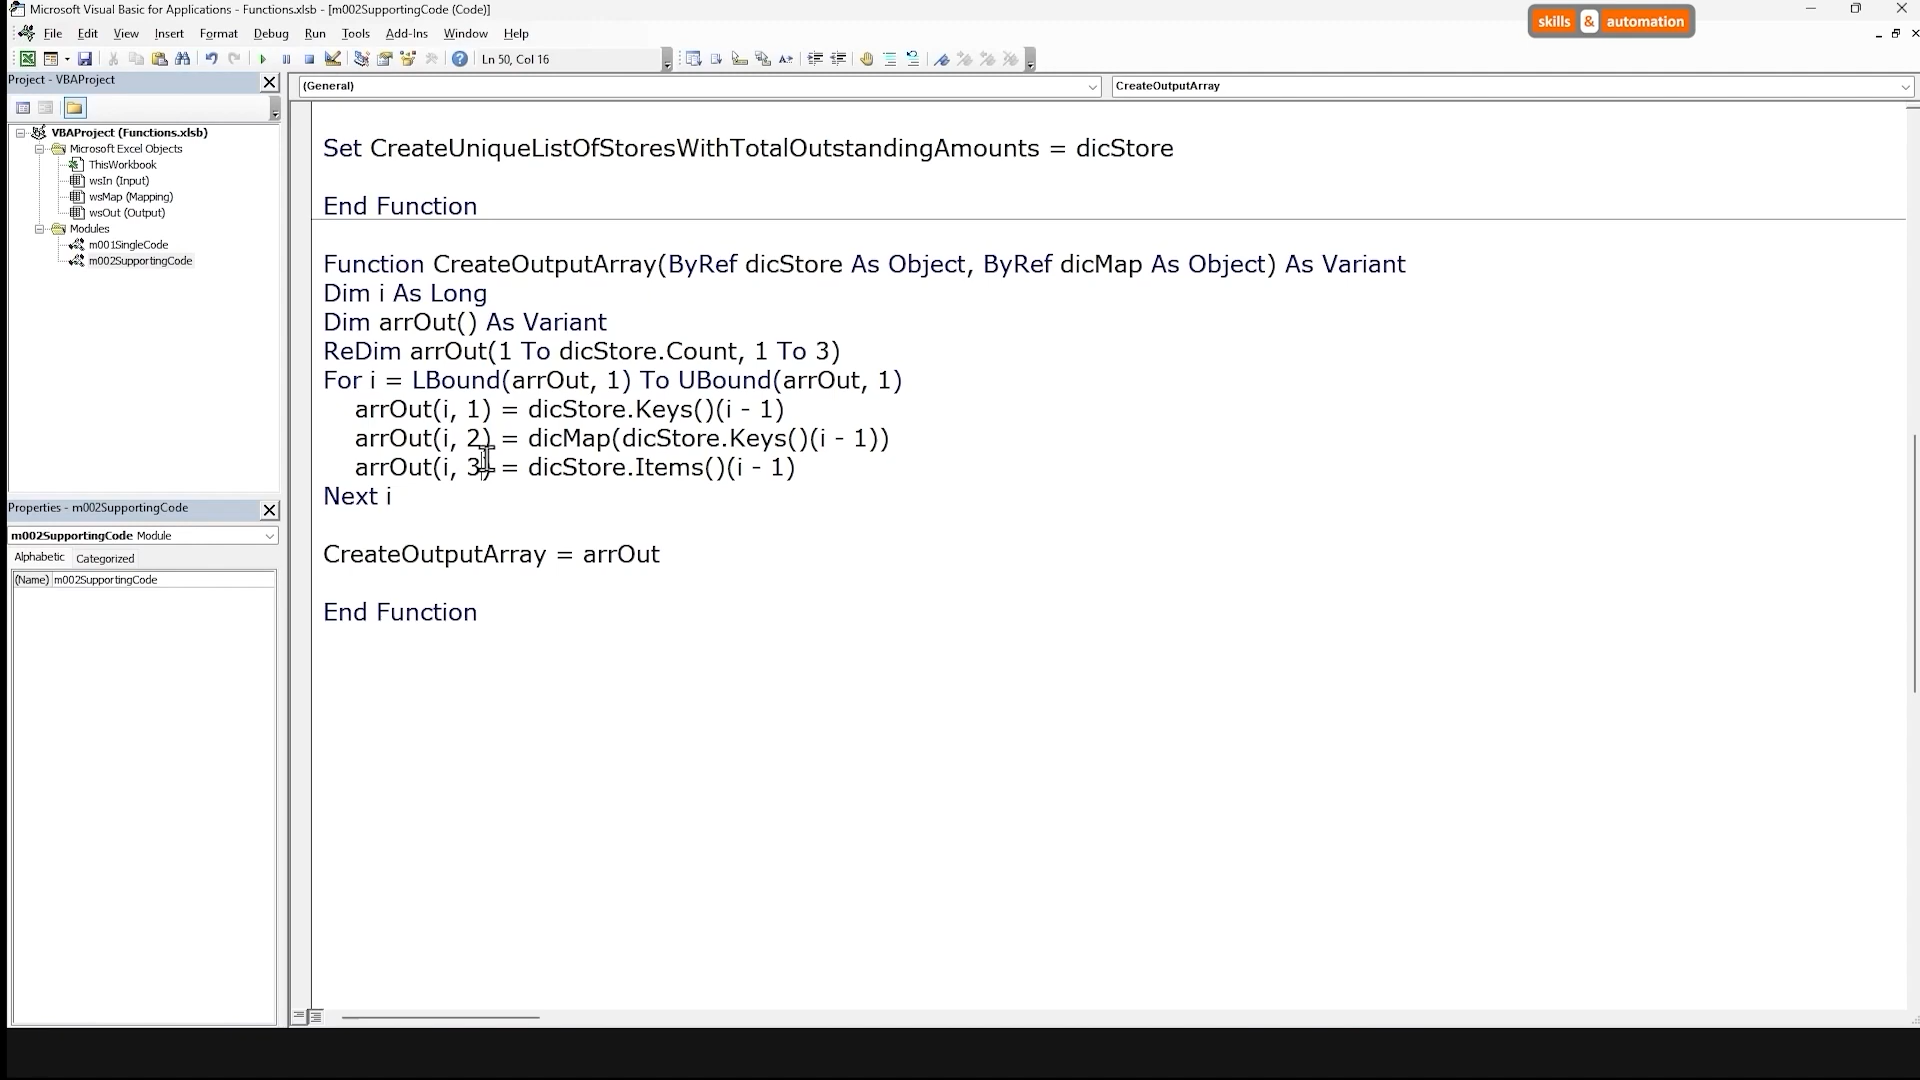 Microsoft Visual Basic for Applications - Functions.xlsb - [m002SupportingCode (Code)]
skills & automation
File Edit View Insert Format Debug Run Tools Add-Ins Window Help
Ln 50, Col 16
Project - VBAProject
(General)
CreateOutputArray
VBAProject (Functions.xlsb)
Microsoft Excel Objects
ThisWorkbook
wsIn (Input)
wsMap (Mapping)
wsOut (Output)
Modules
m001SingleCode
m002SupportingCode
Properties - m002SupportingCode
m002SupportingCode Module
Alphabetic Categorized
(Name) m002SupportingCode
Set CreateUniqueListOfStoresWithTotalOutstandingAmounts = dicStore
End Function
Function CreateOutputArray(ByRef dicStore As Object, ByRef dicMap As Object) As Variant
Dim i As Long
Dim arrOut() As Variant
ReDim arrOut(1 To dicStore.Count, 1 To 3)
For i = LBound(arrOut, 1) To UBound(arrOut, 1)
arrOut(i, 1) = dicStore.Keys()(i - 1)
arrOut(i, 2) = dicMap(dicStore.Keys()(i - 1))
arrOut(i, 3) = dicStore.Items()(i - 1)
Next i
CreateOutputArray = arrOut
End Function